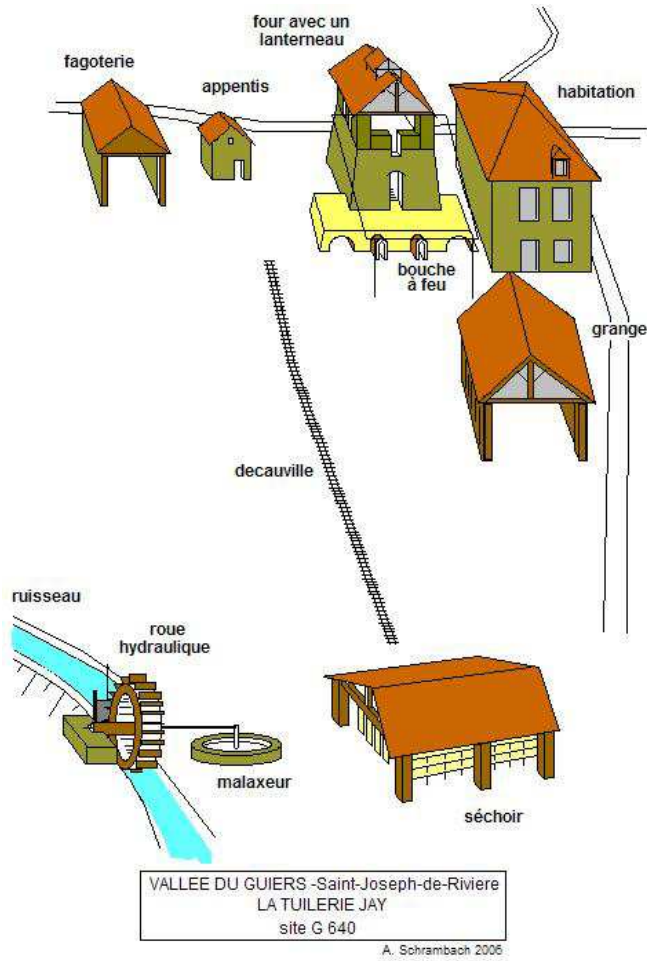 four avec un
lanterneau
fagoterie
appentis
habitation
bouche
à feu
grange
decauville
ruisseau
roue
hydraulique
malaxeur
séchoir
VALLEE DU GUIERS -Saint-Joseph-de-Riviere
LA TUILERIE JAY
site G 640
A. Schrambach 2006